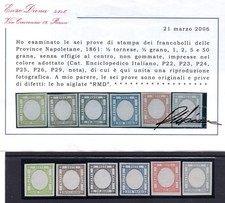 Enzo Diena s.n.c.
21 marzo 2006
Ho esaminato le sei prove di stampa dei francobolli delle
Province Napoletane, 1861: ½ tornese, ½ grano, 1, 2, 5 e 50
grana, senza effigie al centro, non gommate, impresse nel
colore adottato (Cat. Enciclopedico Italiano, P22, P23, P24,
P25, P26, P29, nota), di cui qui unita una riproduzione
fotografica. A mio parere, le sei prove sono originali e prive
di difetti: le ho siglate "RMD".